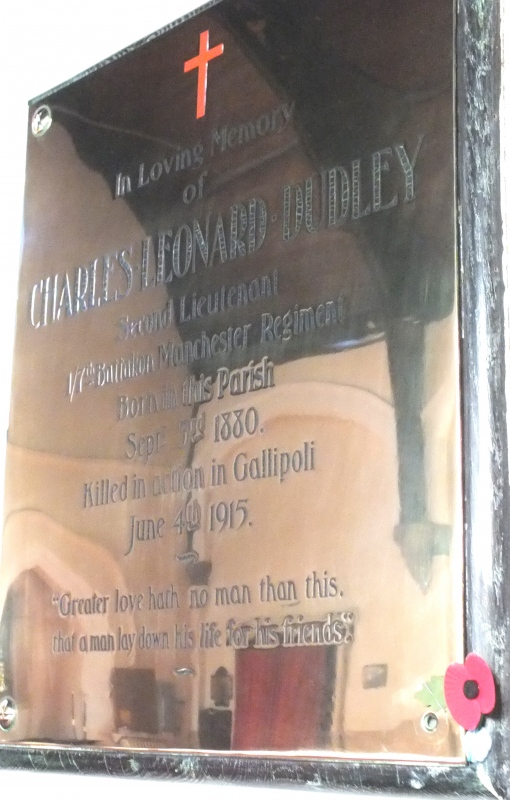 In Loving Memory
of
CHARLES·LEONARD·DUDLEY
Second Lieutenant
1/7th Battalion Manchester Regiment
Born in this Parish
Sept 1880.
Killed in action in Gallipoli
June 4th 1915.
"Greater love hath no man than this.
that a man lay down his life for his friends".